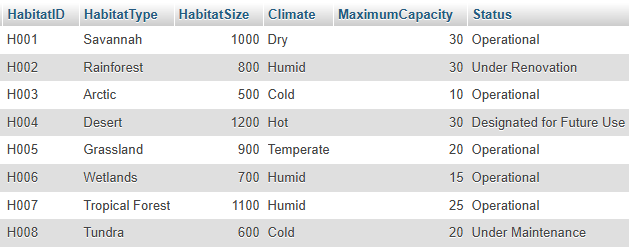 HabitatID HabitatType HabitatSize Climate MaximumCapacity Status
H001 Savannah 1000 Dry 30 Operational
H002 Rainforest 800 Humid 30 Under Renovation
H003 Arctic 500 Cold 10 Operational
H004 Desert 1200 Hot 30 Designated for Future Use
H005 Grassland 900 Temperate 20 Operational
H006 Wetlands 700 Humid 15 Operational
H007 Tropical Forest 1100 Humid 25 Operational
H008 Tundra 600 Cold 20 Under Maintenance